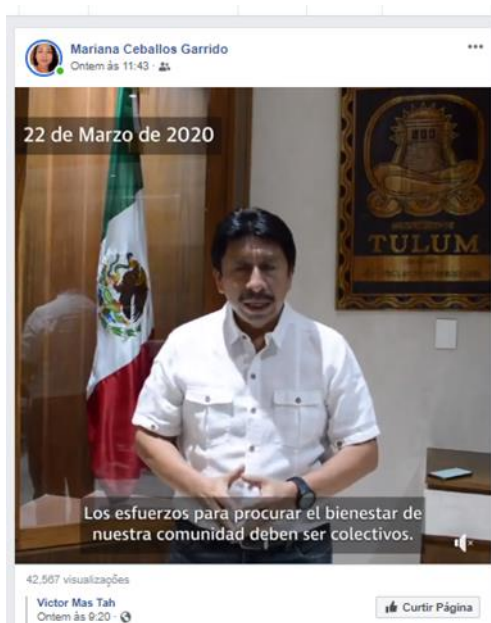 Mariana Ceballos Garrido
Ontem às 11:43
22 de Marzo de 2020
TULUM
Los esfuerzos para procurar el bienestar de
nuestra comunidad deben ser colectivos.
42,567 visualizações
Victor Mas Tah
Ontem às 9:20
Curtir Página